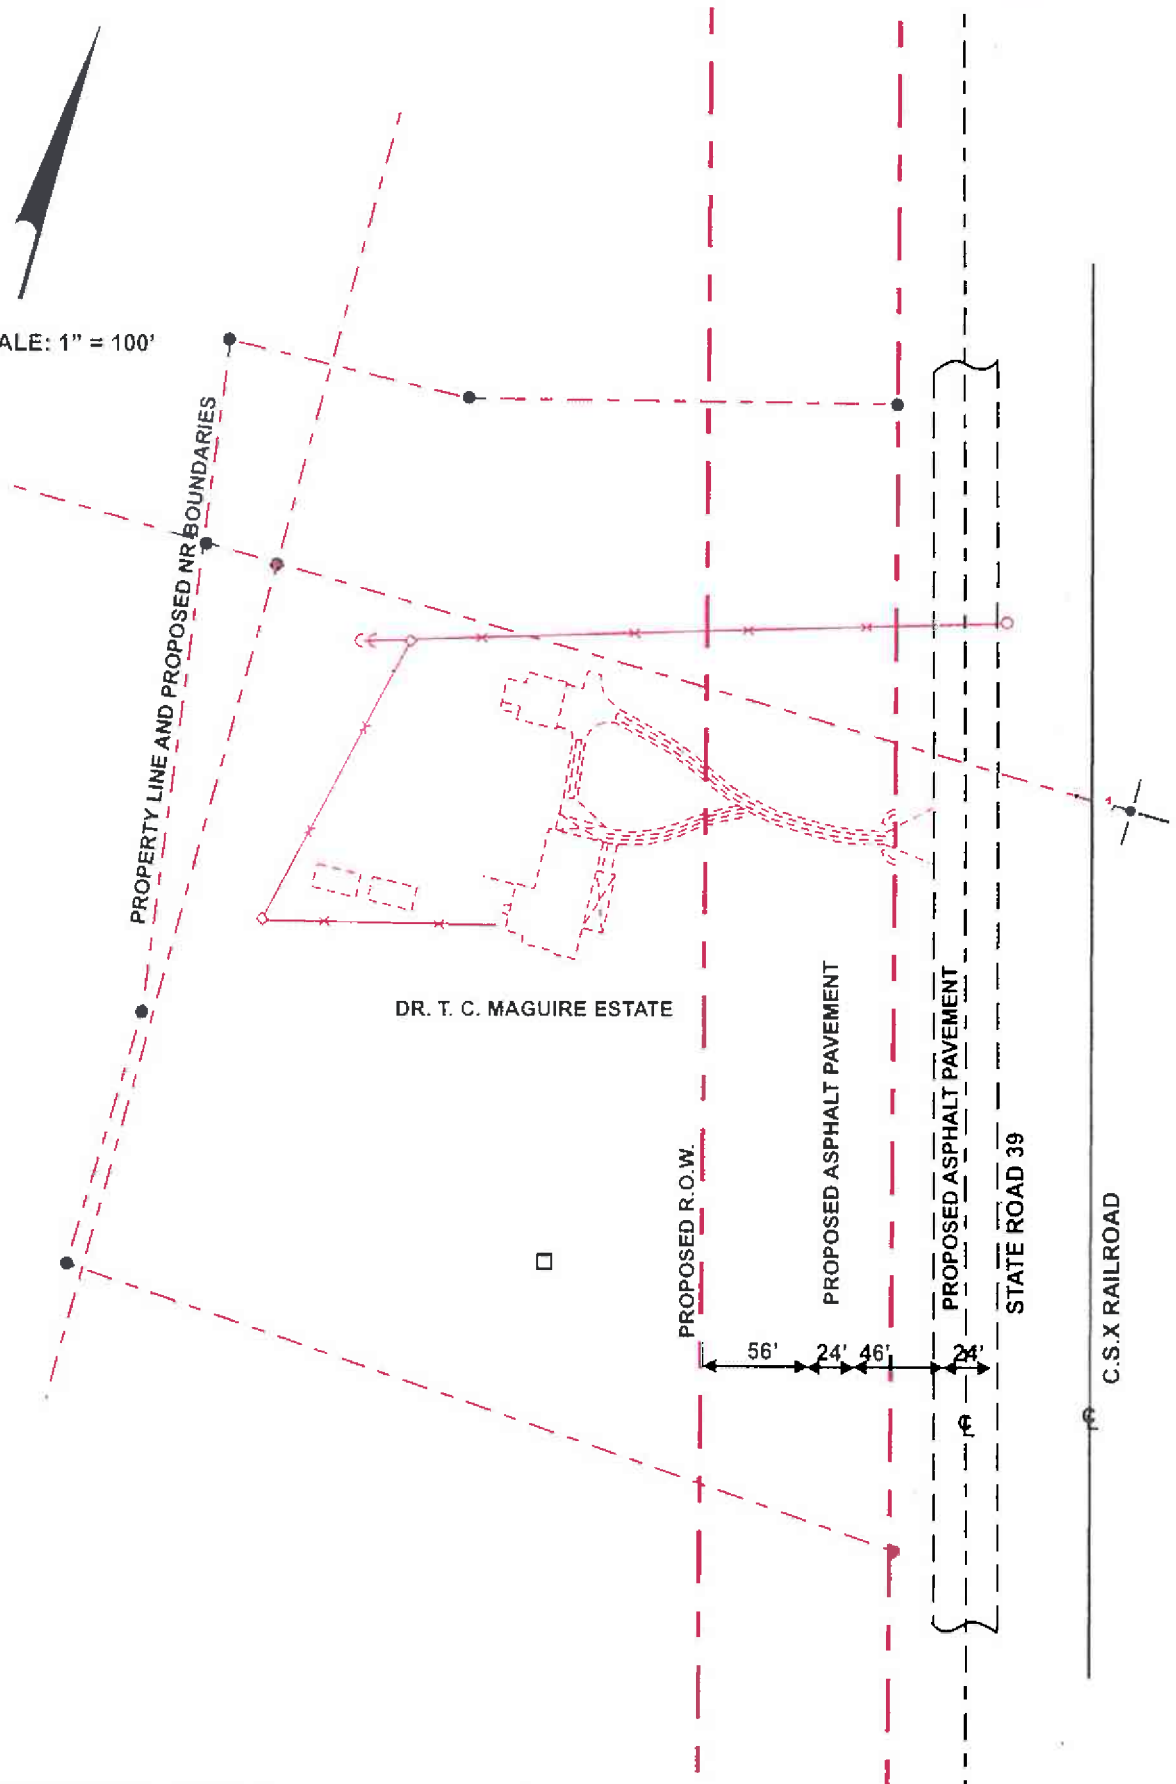 ALE: 1" = 100'
PROPERTY LINE AND PROPOSED NR BOUNDARIES
DR. T. C. MAGUIRE ESTATE
PROPOSED R.O.W.
PROPOSED ASPHALT PAVEMENT
PROPOSED ASPHALT PAVEMENT
STATE ROAD 39
C.S.X RAILROAD
56' 24' 46' 24'
℄
℄